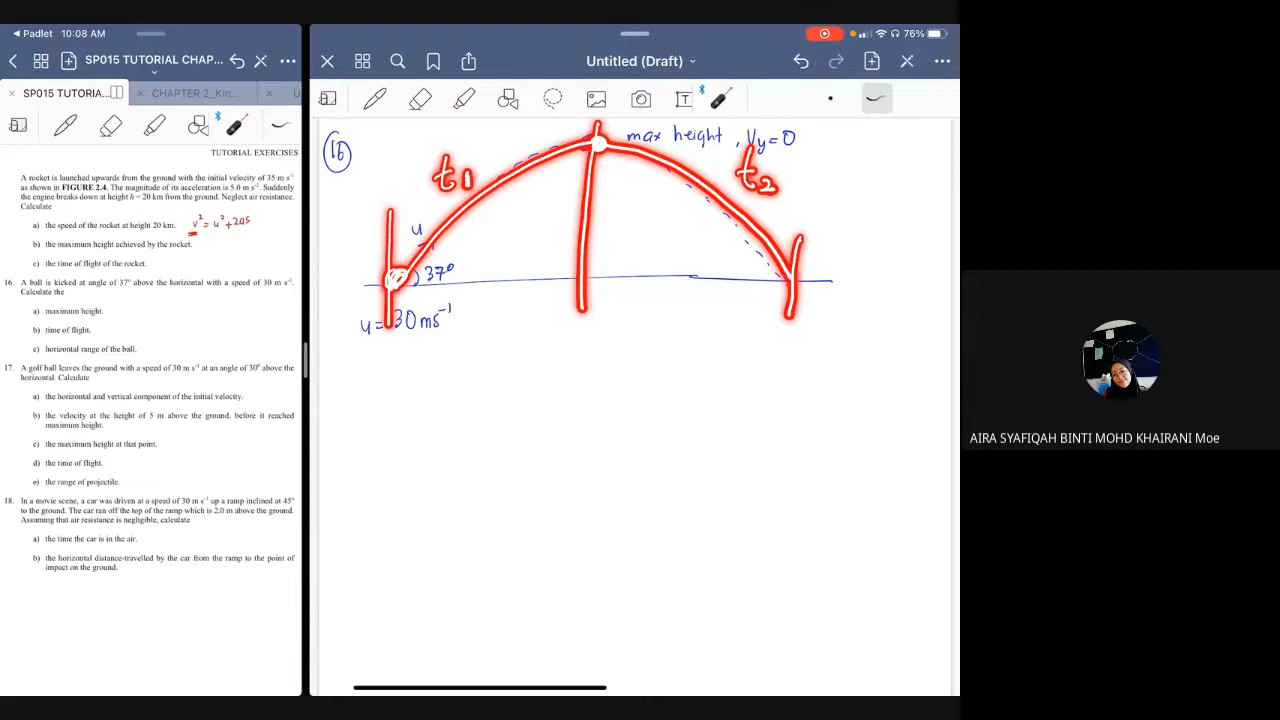 Padlet 10:08 AM
76%
SP015 TUTORIAL CHAP...
Untitled (Draft)
SP015 TUTORIA...
CHAPTER 2_Kin...
TUTORIAL EXERCISES
A rocket is launched upwards from the ground with the initial velocity of 35 m s⁻¹
as shown in FIGURE 2.4. The magnitude of its acceleration is 5.0 m s⁻². Suddenly
the engine breaks down at height h = 20 km from the ground. Neglect air resistance.
Calculate
a) the speed of the rocket at height 20 km. v² = u² + 2as
b) the maximum height achieved by the rocket.
c) the time of flight of the rocket.
16. A ball is kicked at angle of 37° above the horizontal with a speed of 30 m s⁻¹.
Calculate the
a) maximum height.
b) time of flight.
c) horizontal range of the ball.
17. A golf ball leaves the ground with a speed of 30 m s⁻¹ at an angle of 30⁰ above the
horizontal. Calculate
a) the horizontal and vertical component of the initial velocity.
b) the velocity at the height of 5 m above the ground, before it reached
maximum height.
c) the maximum height at that point.
d) the time of flight.
e) the range of projectile.
18. In a movie scene, a car was driven at a speed of 30 m s⁻¹ up a ramp inclined at 45°
to the ground. The car ran off the top of the ramp which is 2.0 m above the ground.
Assuming that air resistance is negligible, calculate
a) the time the car is in the air.
b) the horizontal distance-travelled by the car from the ramp to the point of
impact on the ground.
16
max height, Vy = 0
t1
t2
u
37°
u = 30 ms⁻¹
AIRA SYAFIQAH BINTI MOHD KHAIRANI Moe